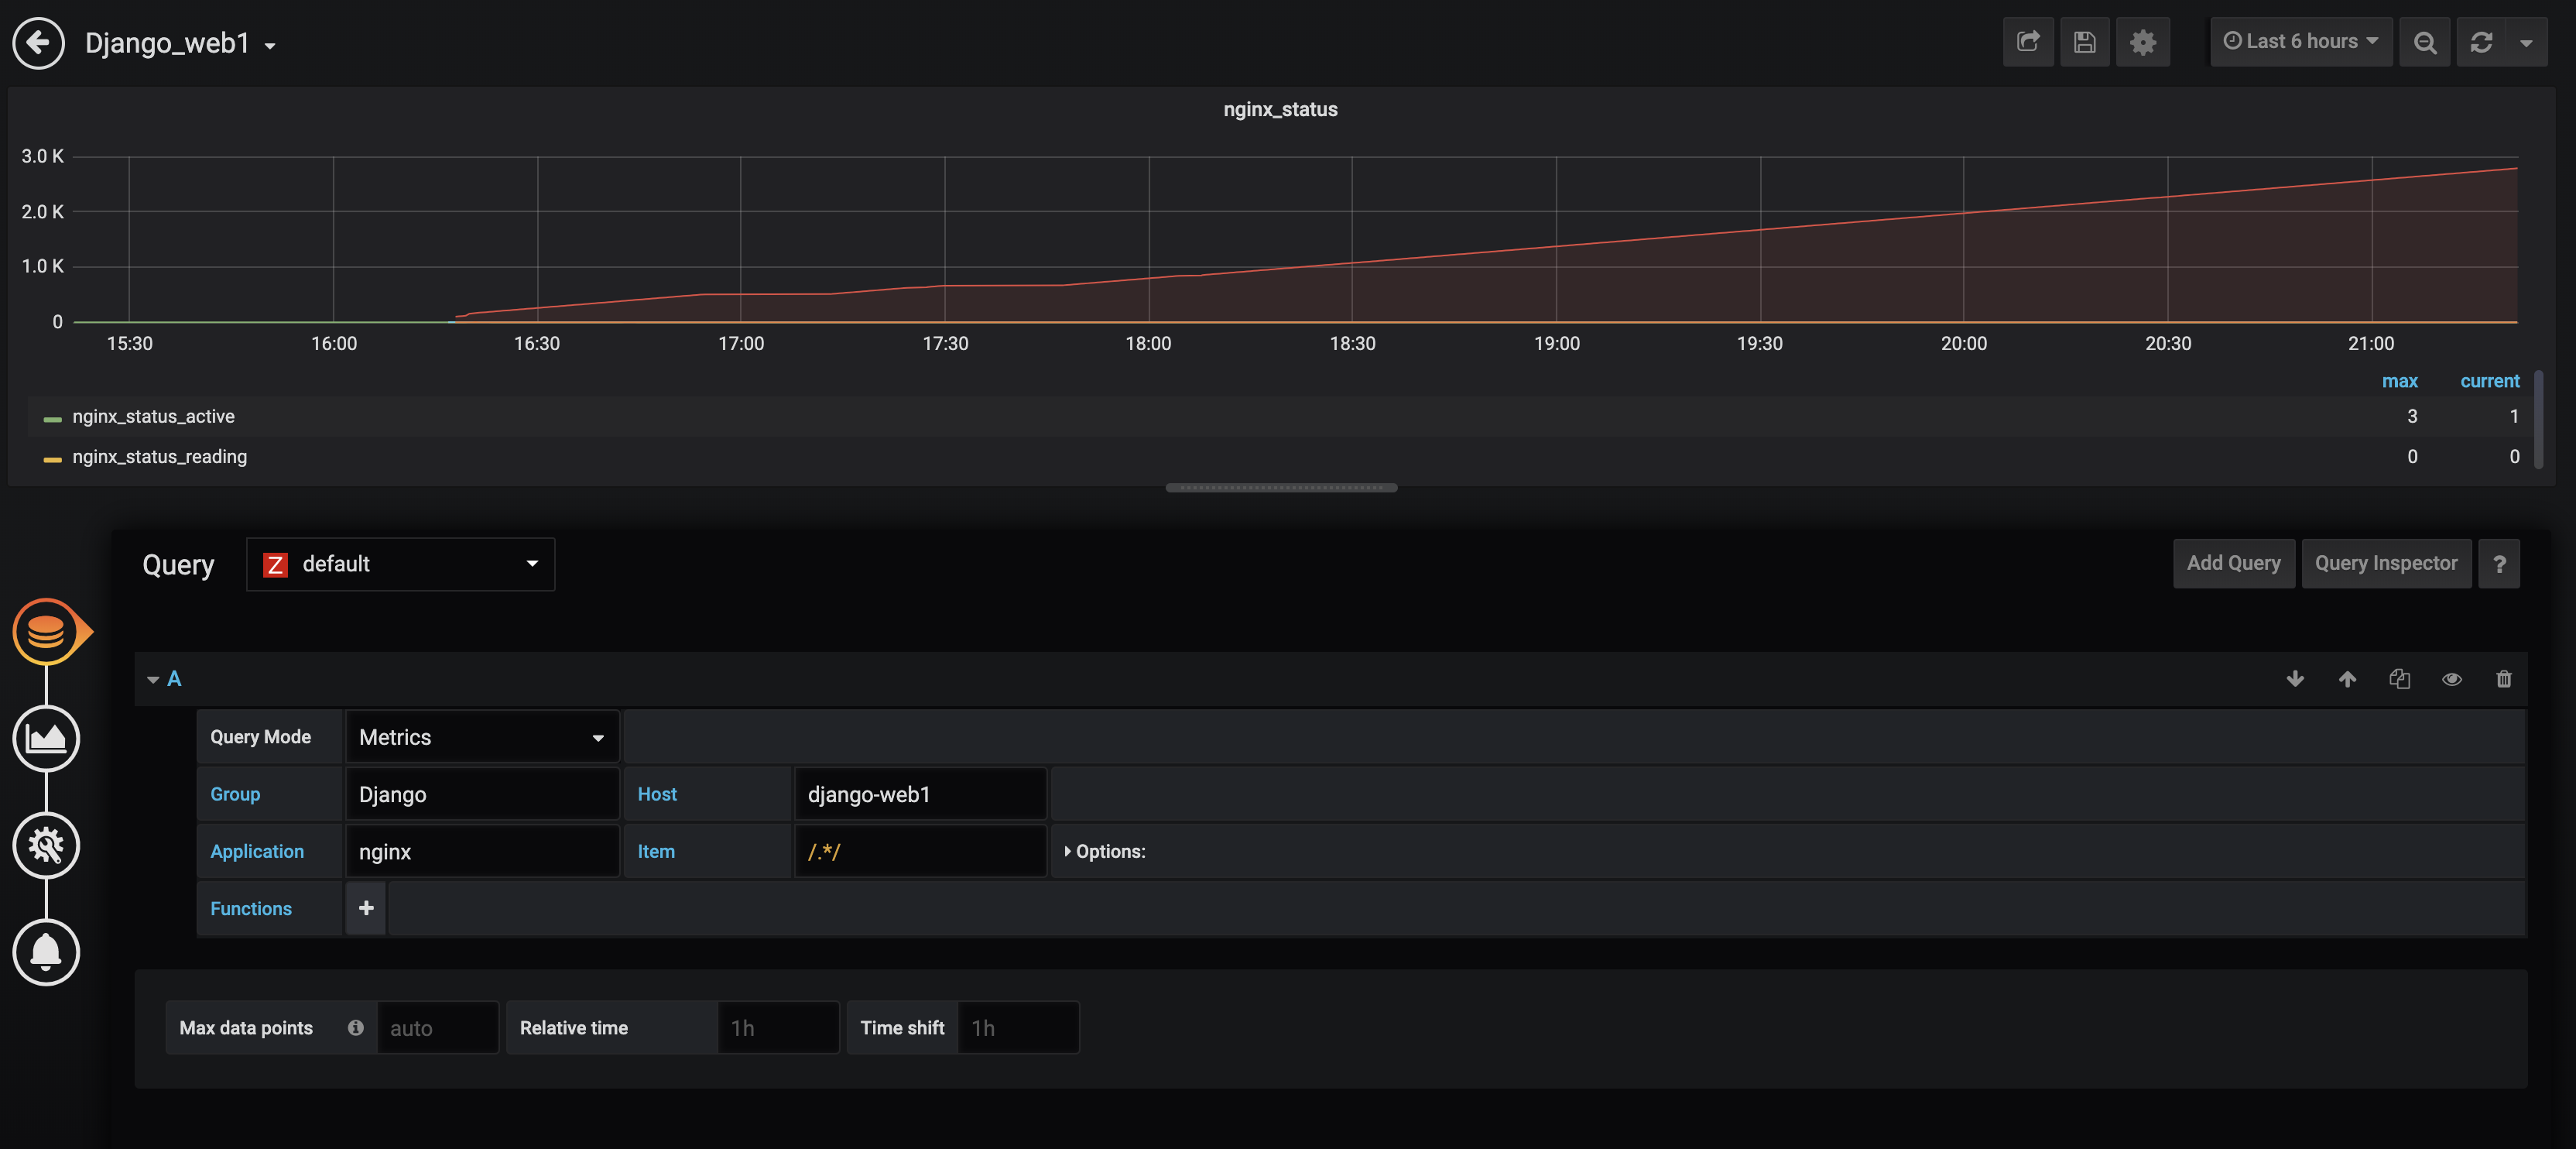 Django_web1
Last 6 hours
nginx_status
3.0 K
2.0 K
1.0 K
0
15:30 16:00 16:30 17:00 17:30 18:00 18:30 19:00 19:30 20:00 20:30 21:00
max current
nginx_status_active 3 1
nginx_status_reading 0 0
Query Z default Add Query Query Inspector ?
A
Query Mode Metrics
Group Django Host django-web1
Application nginx Item /.*/ Options:
Functions +
Max data points auto Relative time 1h Time shift 1h